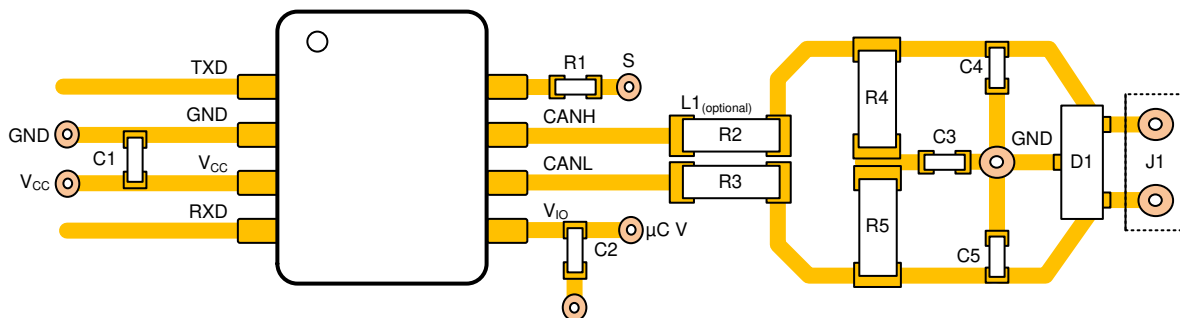 TXD
GND
GND
C1
VCC
VCC
RXD
R1
S
CANH
CANL
VIO
C2
µC V
L1(optional)
R2
R3
R4
R5
C3
C4
GND
C5
D1
J1